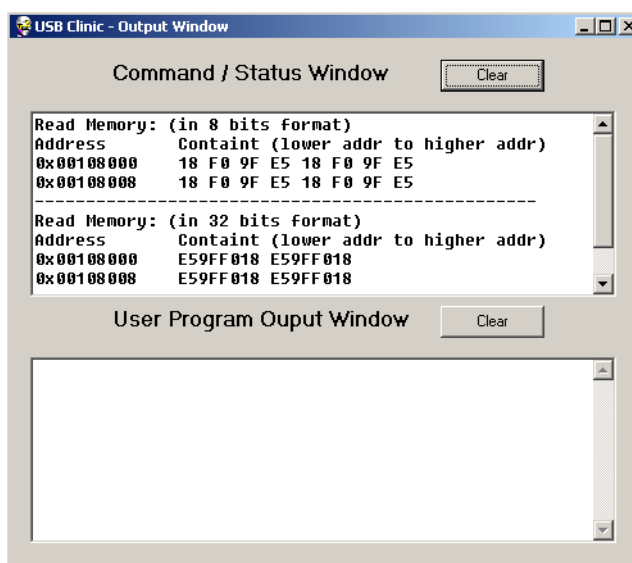 USB Clinic - Output Window
Command / Status Window
Clear
Read Memory: (in 8 bits format)
Address Containt (lower addr to higher addr)
0x00108000 18 F0 9F E5 18 F0 9F E5
0x00108008 18 F0 9F E5 18 F0 9F E5
--------------------------------------------------
Read Memory: (in 32 bits format)
Address Containt (lower addr to higher addr)
0x00108000 E59FF018 E59FF018
0x00108008 E59FF018 E59FF018
User Program Ouput Window
Clear